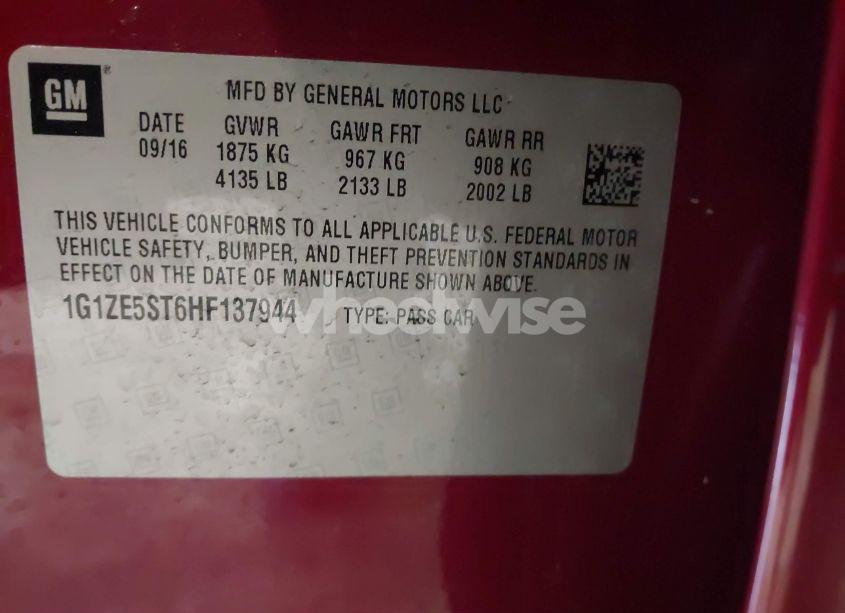 GM
MFD BY GENERAL MOTORS LLC
DATE GVWR GAWR FRT GAWR RR
09/16 1875 KG 967 KG 908 KG
4135 LB 2133 LB 2002 LB
THIS VEHICLE CONFORMS TO ALL APPLICABLE U.S. FEDERAL MOTOR
VEHICLE SAFETY, BUMPER, AND THEFT PREVENTION STANDARDS IN
EFFECT ON THE DATE OF MANUFACTURE SHOWN ABOVE.
1G1ZE5ST6HF137944 TYPE: PASS CAR
wheelwise